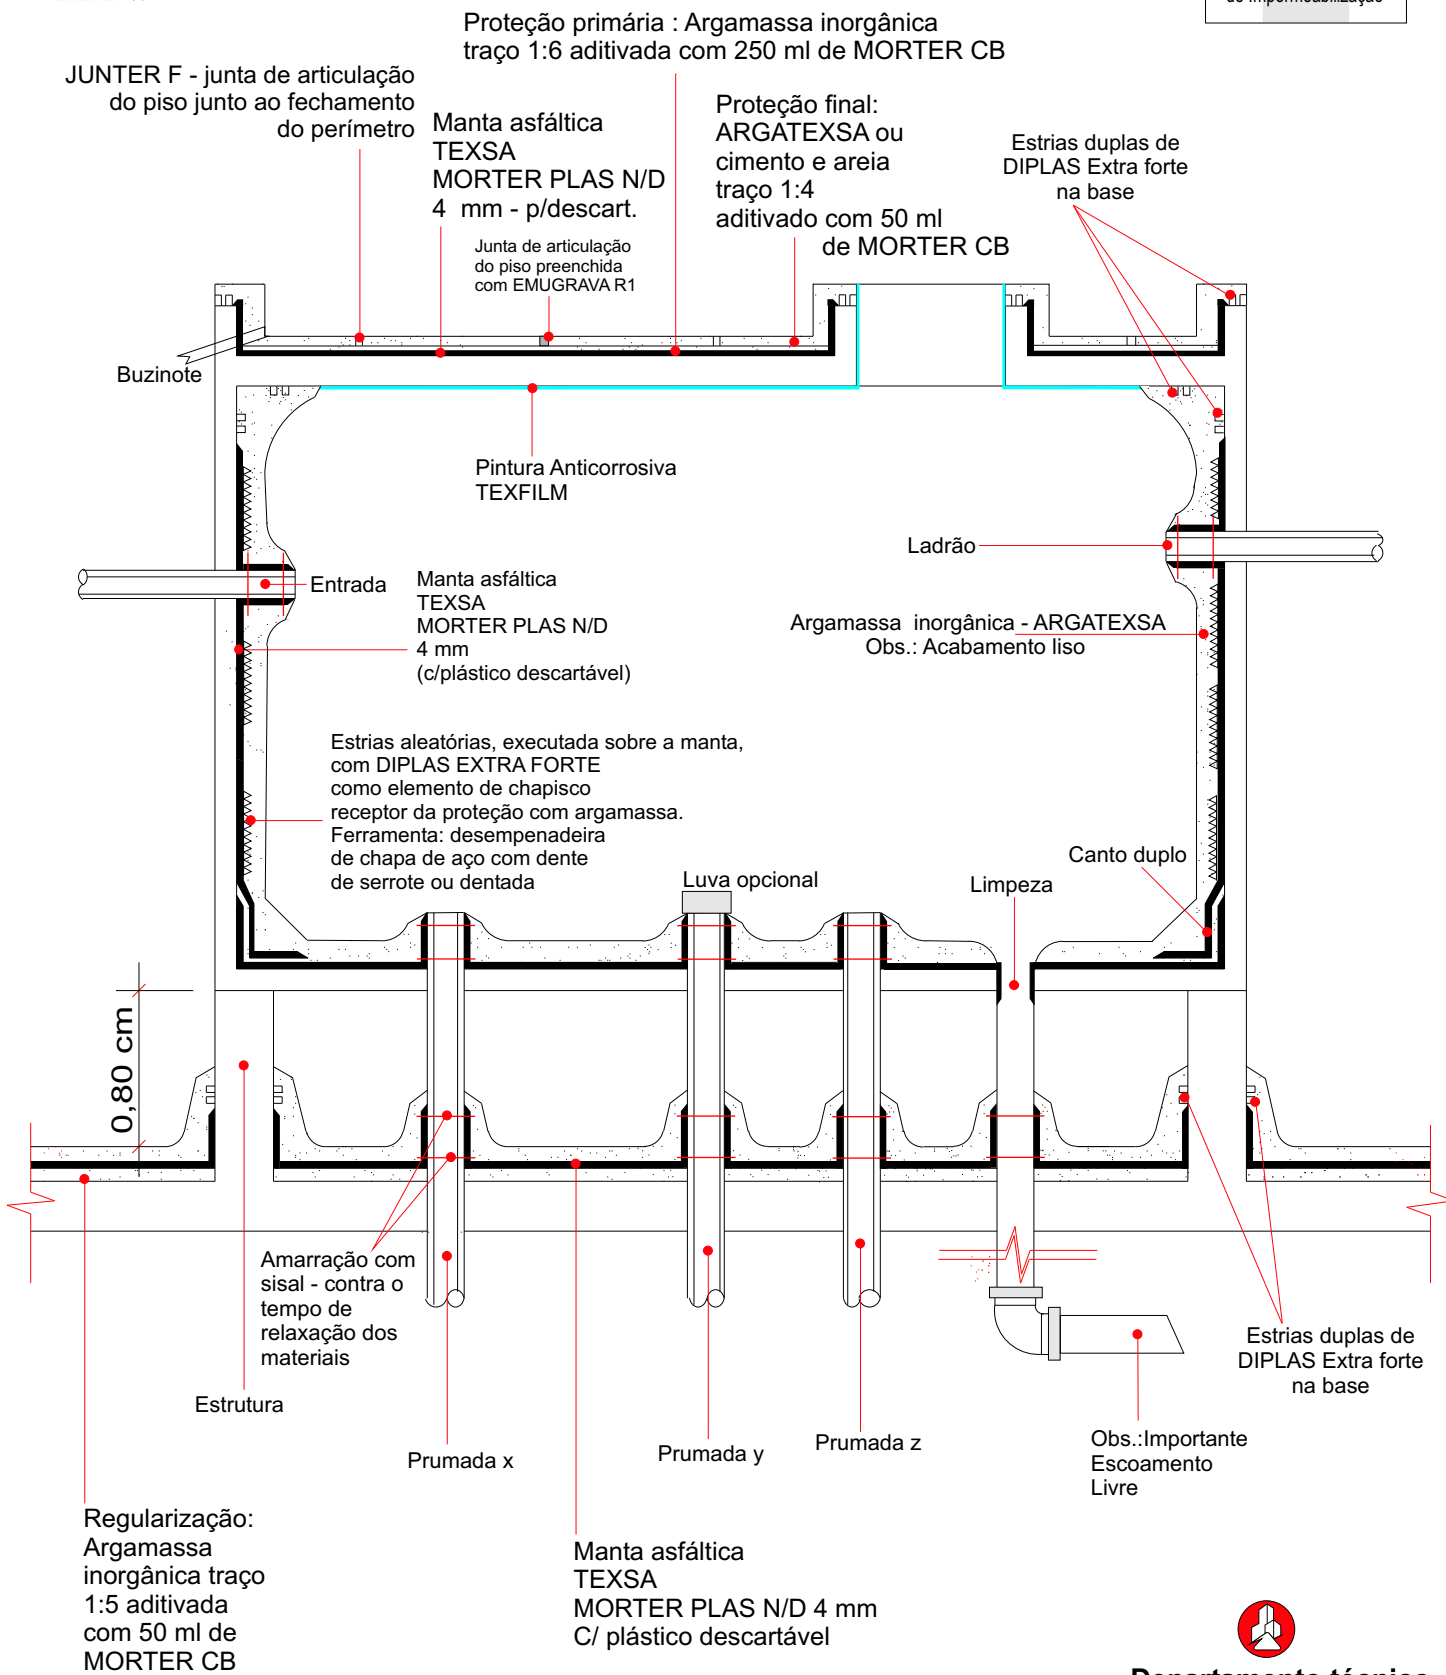 de Impermeabilização
Proteção primária : Argamassa inorgânica
traço 1:6 aditivada com 250 ml de MORTER CB
JUNTER F - junta de articulação
do piso junto ao fechamento
do perímetro
Manta asfáltica
TEXSA
MORTER PLAS N/D
4 mm - p/descart.
Proteção final:
ARGATEXSA ou
cimento e areia
traço 1:4
aditivado com 50 ml
de MORTER CB
Estrias duplas de
DIPLAS Extra forte
na base
Junta de articulação
do piso preenchida
com EMUGRAVA R1
Buzinote
Pintura Anticorrosiva
TEXFILM
Ladrão
Entrada
Manta asfáltica
TEXSA
MORTER PLAS N/D
4 mm
(c/plástico descartável)
Argamassa inorgânica - ARGATEXSA
Obs.: Acabamento liso
Estrias aleatórias, executada sobre a manta,
com DIPLAS EXTRA FORTE
como elemento de chapisco
receptor da proteção com argamassa.
Ferramenta: desempenadeira
de chapa de aço com dente
de serrote ou dentada
Luva opcional
Canto duplo
Limpeza
0,80 cm
Amarração com
sisal - contra o
tempo de
relaxação dos
materiais
Estrutura
Prumada x
Prumada y
Prumada z
Estrias duplas de
DIPLAS Extra forte
na base
Obs.:Importante
Escoamento
Livre
Regularização:
Argamassa
inorgânica traço
1:5 aditivada
com 50 ml de
MORTER CB
Manta asfáltica
TEXSA
MORTER PLAS N/D 4 mm
C/ plástico descartável
Departamento técnico